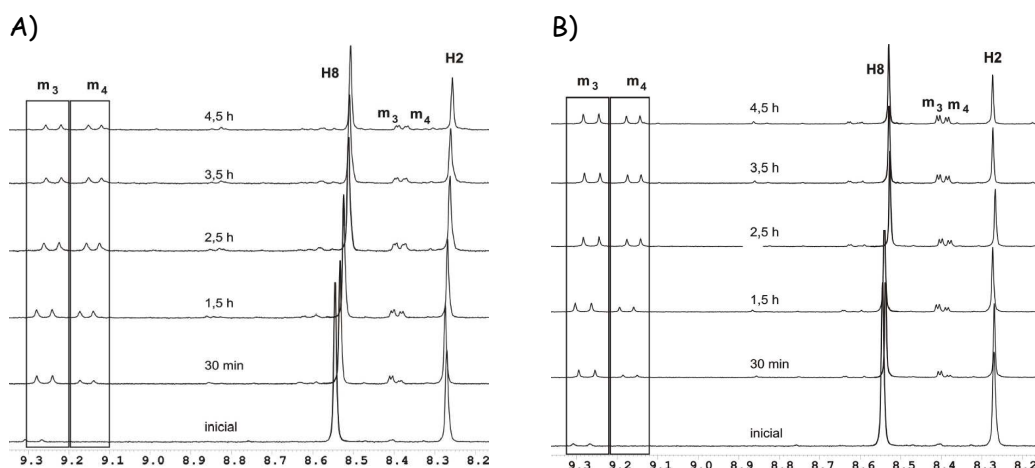 A)
m3 m4
H8
H2
m3 m4
4,5 h
3,5 h
2,5 h
1,5 h
30 min
inicial
9.3 9.2 9.1 9.0 8.9 8.8 8.7 8.6 8.5 8.4 8.3 8.2
B)
m3 m4
H8
H2
m3 m4
4,5 h
3,5 h
2,5 h
1,5 h
30 min
inicial
9.3 9.2 9.1 9.0 8.9 8.8 8.7 8.6 8.5 8.4 8.3 8.2